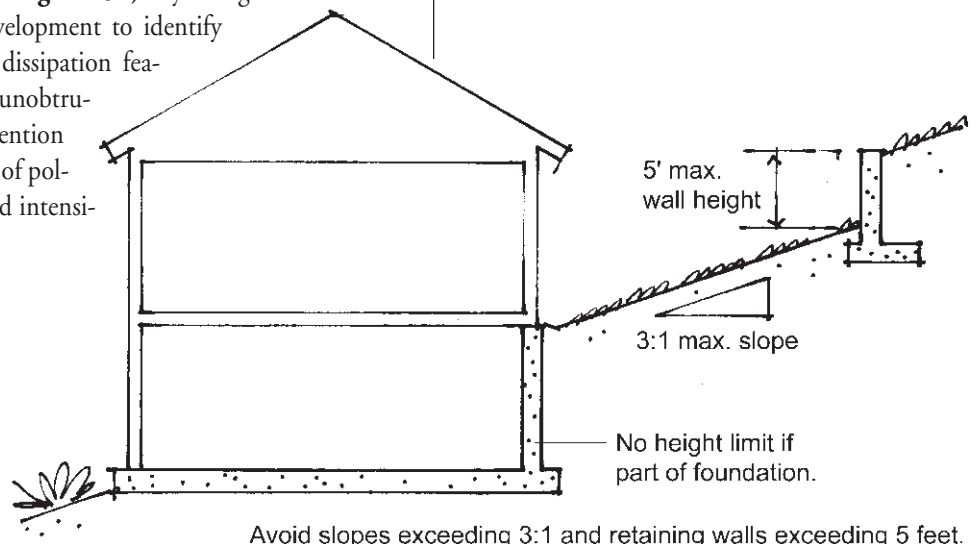 velopment to identify
dissipation fea-
unobtru-
ention
of pol-
d intensi-
5' max.
wall height
3:1 max. slope
No height limit if
part of foundation.
Avoid slopes exceeding 3:1 and retaining walls exceeding 5 feet.